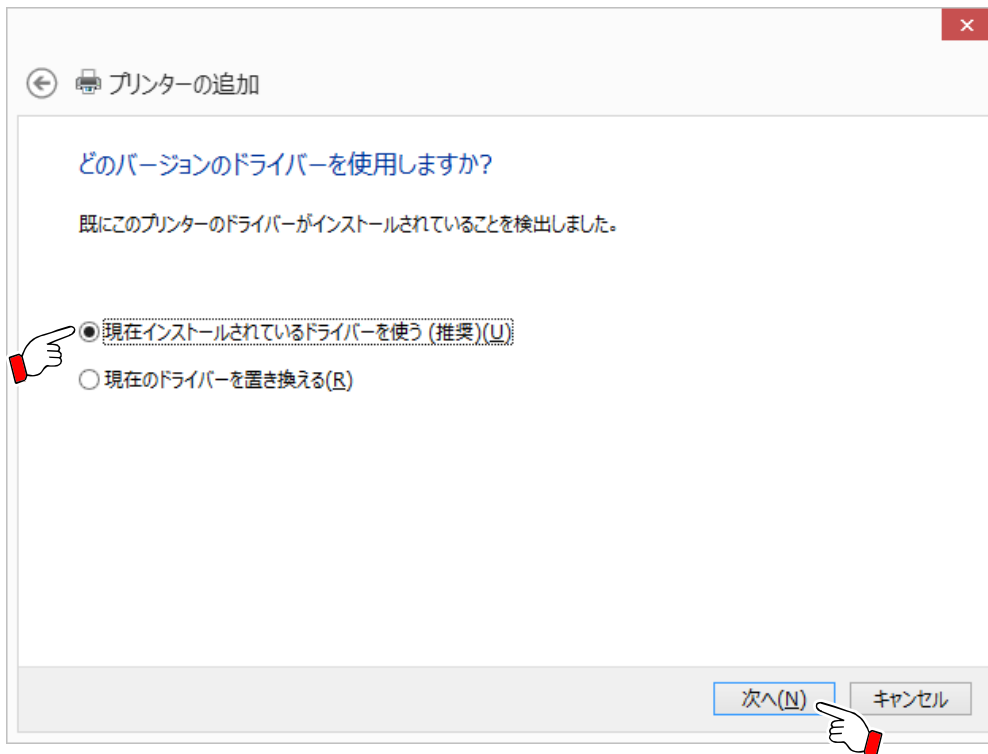 プリンターの追加
どのバージョンのドライバーを使用しますか?
既にこのプリンターのドライバーがインストールされていることを検出しました。
現在インストールされているドライバーを使う (推奨)(U)
現在のドライバーを置き換える(R)
次へ(N) キャンセル